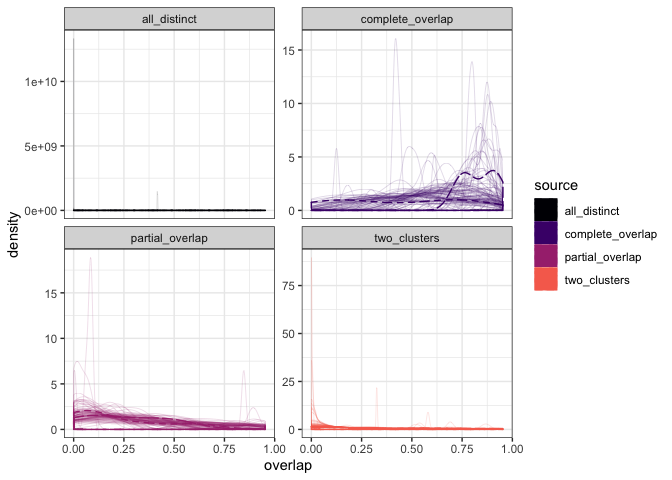 all_distinct
complete_overlap
1e+10
5e+09
0e+00
15
10
5
0
density
partial_overlap
two_clusters
15
10
5
0
75
50
25
0
0.00 0.25 0.50 0.75 1.00
0.00 0.25 0.50 0.75 1.00
overlap
source
all_distinct
complete_overlap
partial_overlap
two_clusters